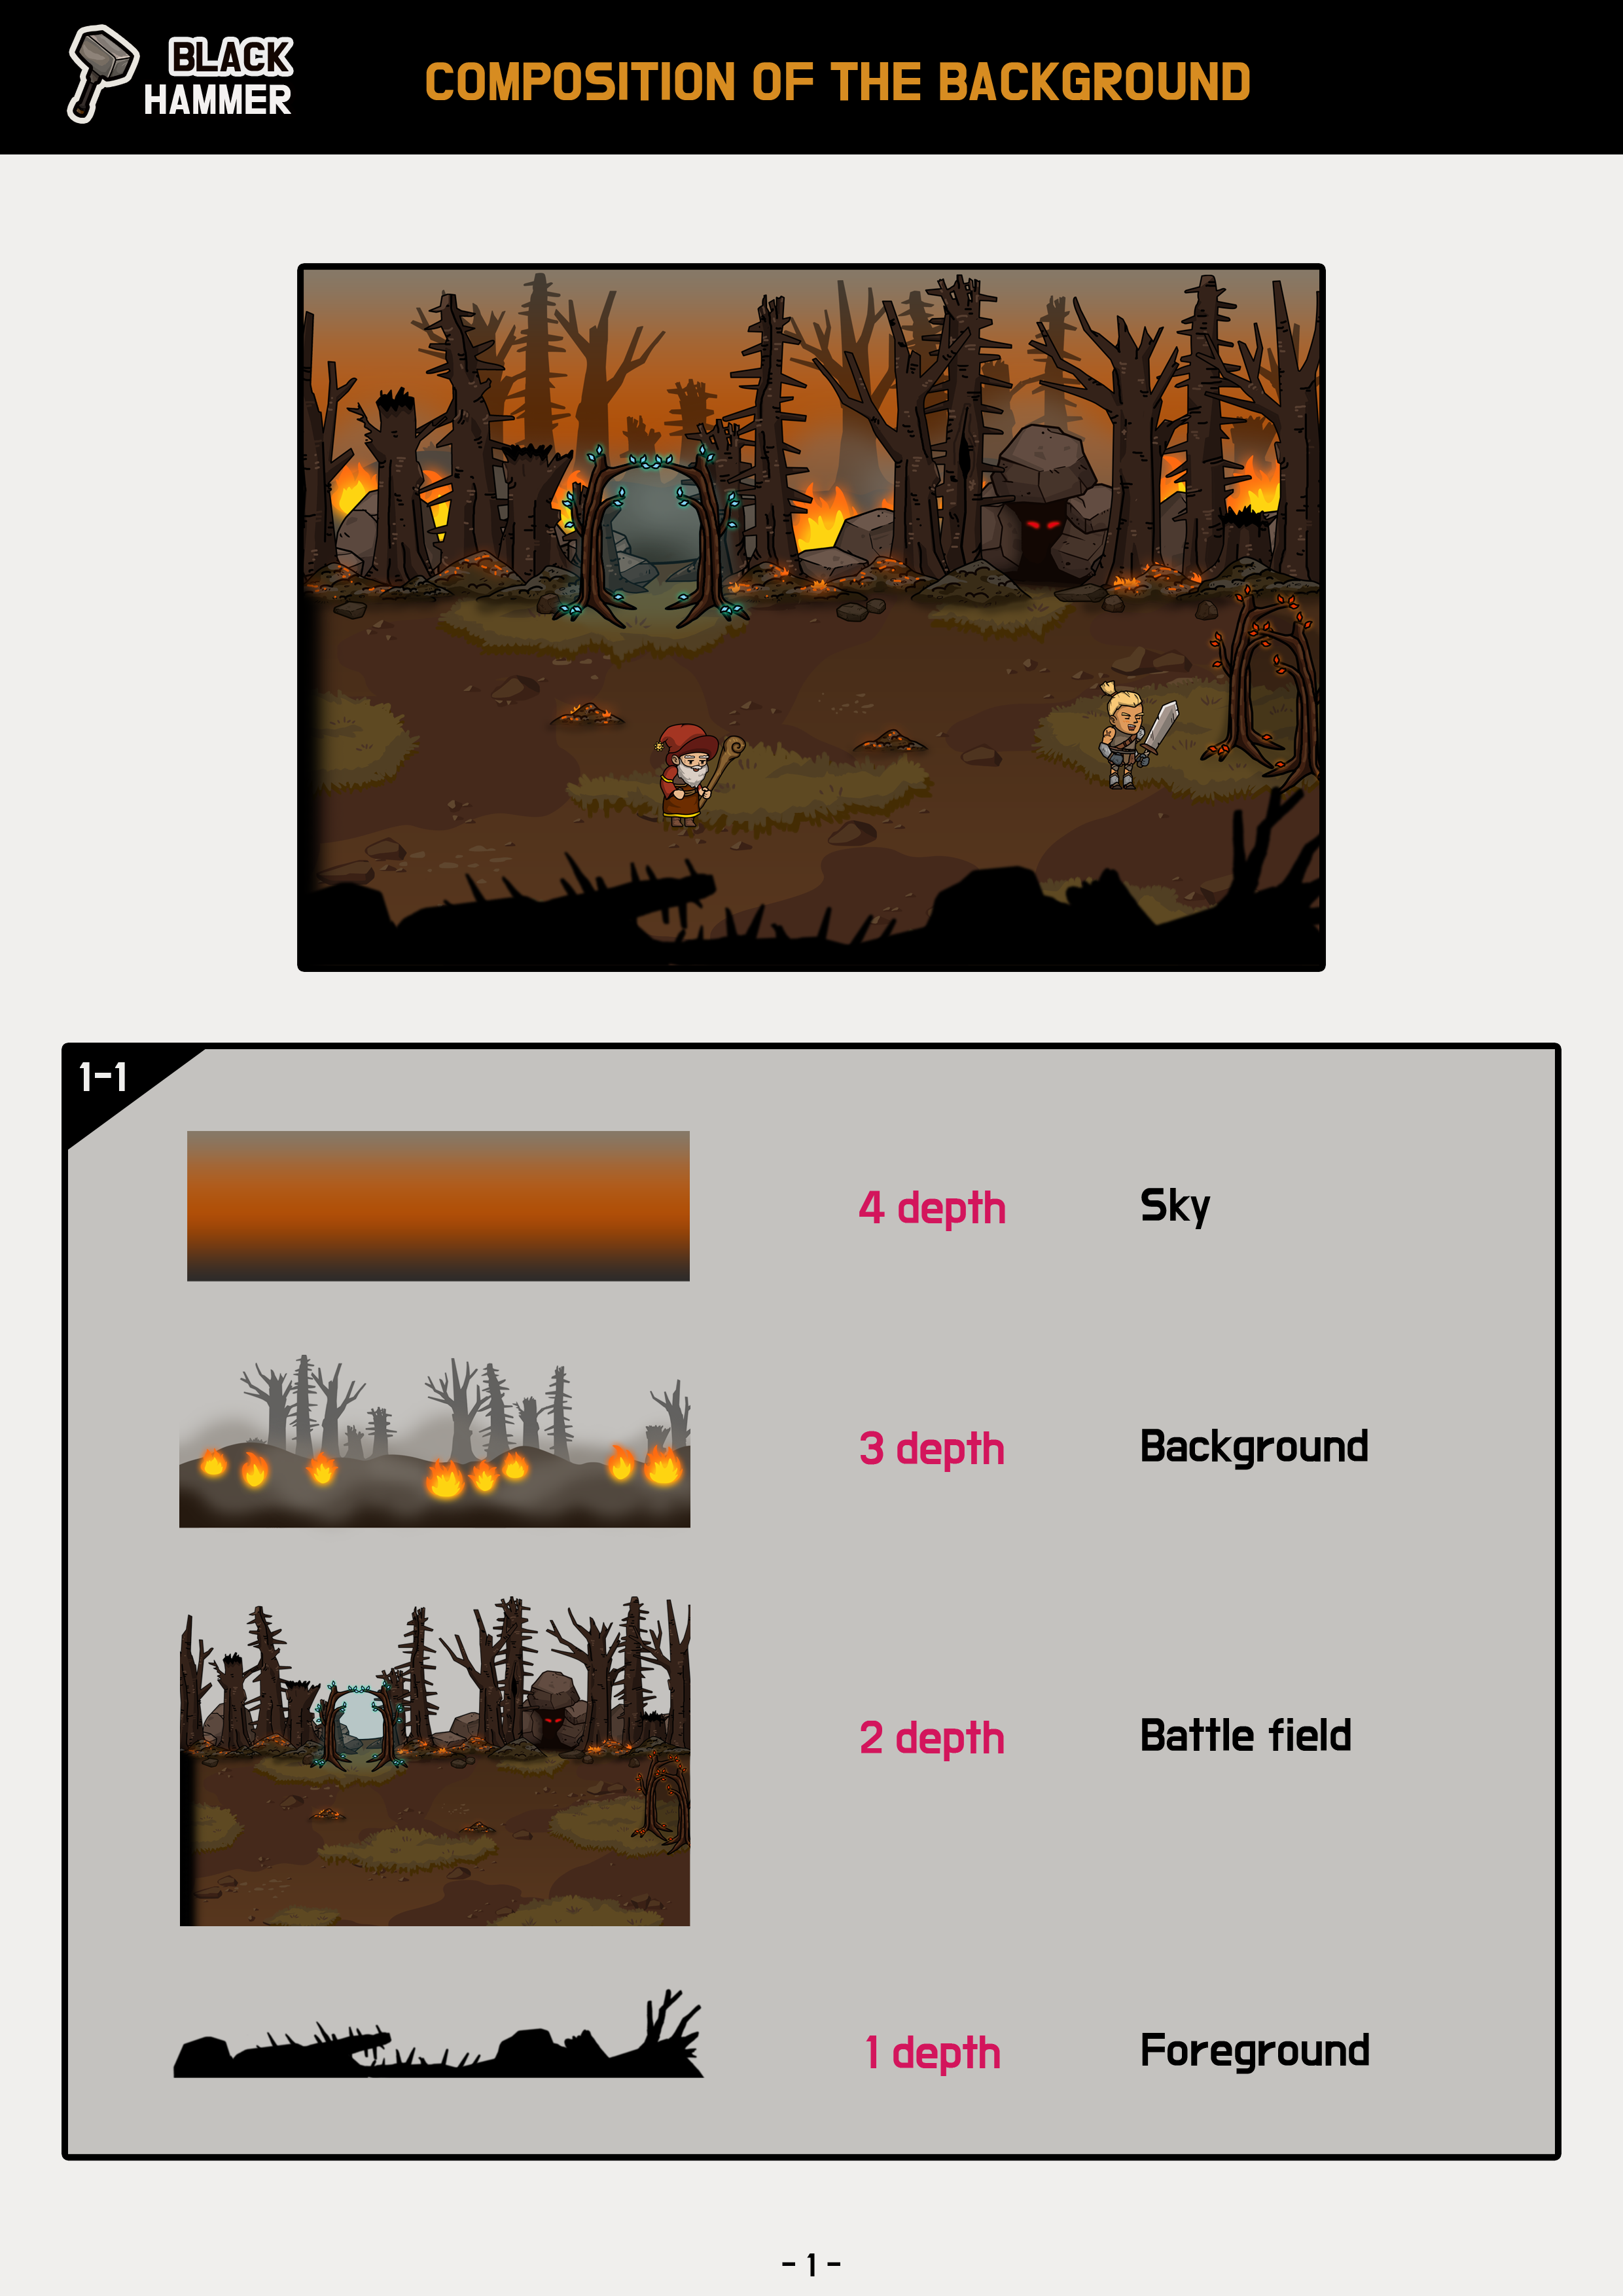 BLACK
HAMMER
COMPOSITION OF THE BACKGROUND
1-1
4 depth Sky
3 depth Background
2 depth Battle field
1 depth Foreground
- 1 -